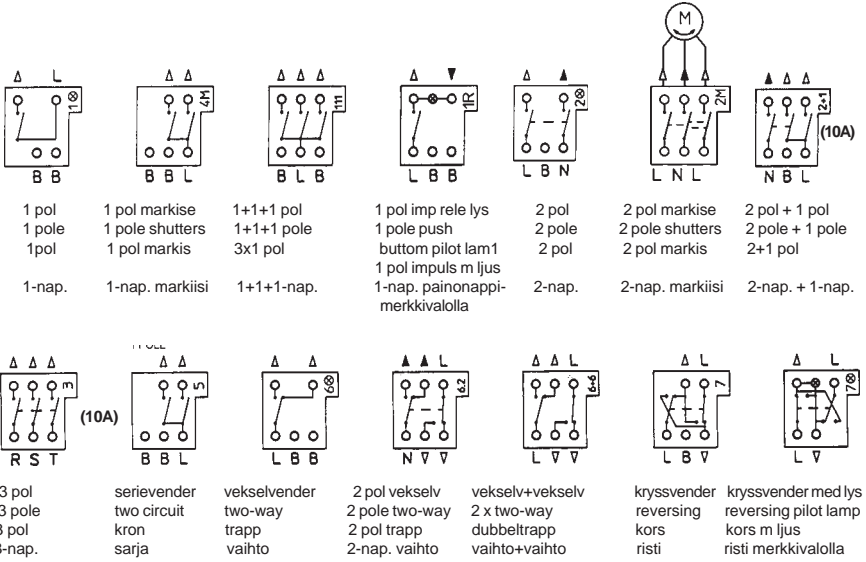 M
L
1⊗
4M
111
1R
2⊗
2M
2+1
(10A)
B B
B B L
B L B
L B B
L B N
L N L
N B L
1 pol 1 pol markise 1+1+1 pol 1 pol imp rele lys 2 pol 2 pol markise 2 pol + 1 pol
1 pole 1 pole shutters 1+1+1 pole 1 pole push 2 pole 2 pole shutters 2 pole + 1 pole
1pol 1 pol markis 3x1 pol buttom pilot lam1 2 pol 2 pol markis 2+1 pol
1 pol impuls m ljus
1-nap. 1-nap. markiisi 1+1+1-nap. 1-nap. painonappi- 2-nap. 2-nap. markiisi 2-nap. + 1-nap.
merkkivalolla
L
L
L
L
3
5
6⊗
6.2
6+6
7
7⊗
(10A)
R S T
B B L
L B B
N
L
L B
L
3 pol serievender vekselvender 2 pol vekselv vekselv+vekselv kryssvender kryssvender med lys
3 pole two circuit two-way 2 pole two-way 2 x two-way reversing reversing pilot lamp
3 pol kron trapp 2 pol trapp dubbeltrapp kors kors m ljus
3-nap. sarja vaihto 2-nap. vaihto vaihto+vaihto risti risti merkkivalolla